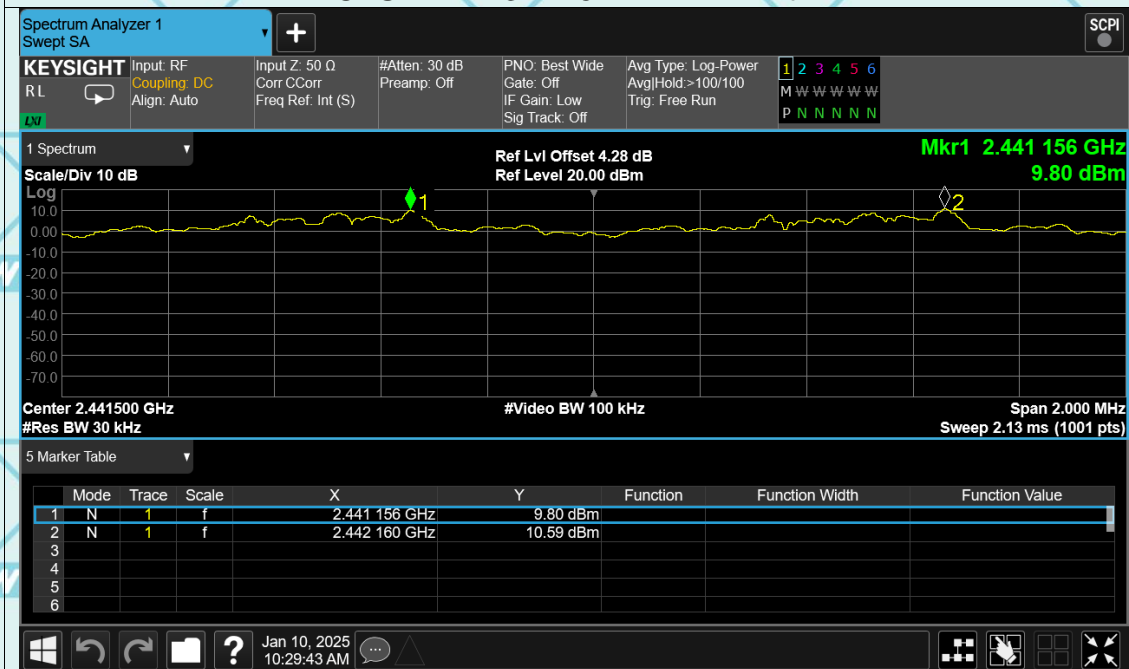 Spectrum Analyzer 1
Swept SA
+
SCPI
KEYSIGHT
RL
LXI
Input: RF
Coupling: DC
Align: Auto
Input Z: 50 Ω
Corr CCorr
Freq Ref: Int (S)
#Atten: 30 dB
Preamp: Off
PNO: Best Wide
Gate: Off
IF Gain: Low
Sig Track: Off
Avg Type: Log-Power
Avg|Hold:>100/100
Trig: Free Run
1 2 3 4 5 6
M W W W W W
P N N N N N
1 Spectrum
Scale/Div 10 dB
Ref Lvl Offset 4.28 dB
Ref Level 20.00 dBm
Mkr1 2.441 156 GHz
9.80 dBm
Log
10.0
0.00
-10.0
-20.0
-30.0
-40.0
-50.0
-60.0
-70.0
1
2
Center 2.441500 GHz
#Res BW 30 kHz
#Video BW 100 kHz
Span 2.000 MHz
Sweep 2.13 ms (1001 pts)
5 Marker Table
Mode Trace Scale X Y Function Function Width Function Value
1 N 1 f 2.441 156 GHz 9.80 dBm
2 N 1 f 2.442 160 GHz 10.59 dBm
3
4
5
6
?
Jan 10, 2025
10:29:43 AM